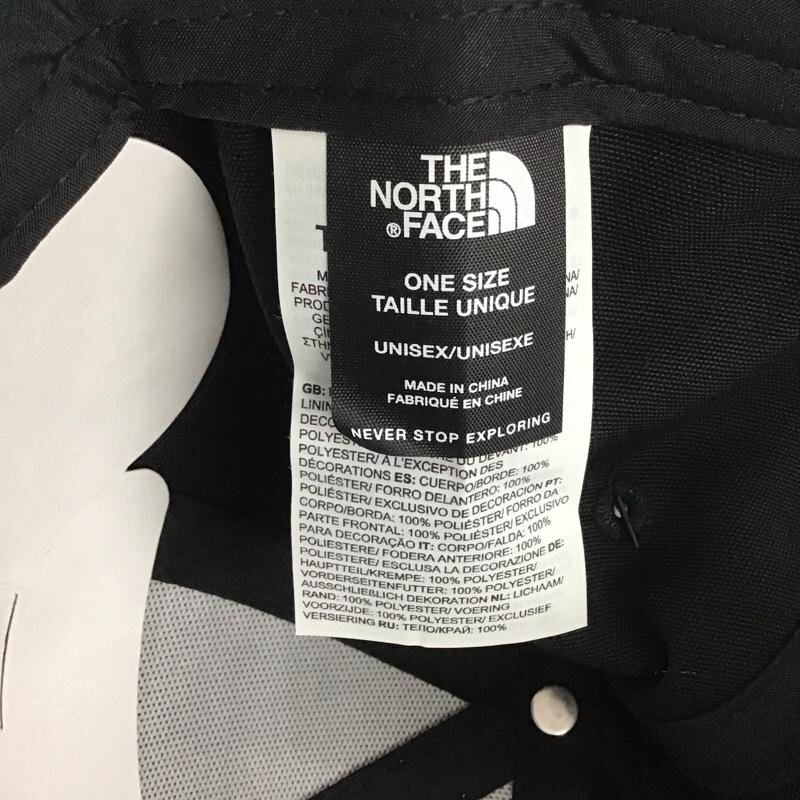 THE
NORTH
®FACE
ONE SIZE
TAILLE UNIQUE
UNISEX/UNISEXE
MADE IN CHINA
FABRIQUÉ EN CHINE
NEVER STOP EXPLORING
GB:
DU DEVANT: 100%
POLYESTER/ À L'EXCEPTION DES
DÉCORATIONS ES: CUERPO/BORDE: 100%
POLIÉSTER/ FORRO DELANTERO: 100%
POLIÉSTER/ EXCLUSIVO DE DECORACIÓN PT:
CORPO/BORDA: 100% POLIÉSTER/ FORRO DA
PARTE FRONTAL: 100% POLIÉSTER/ EXCLUSIVO
PARA DECORAÇÃO IT: CORPO/FALDA: 100%
POLIESTERE/ FODERA ANTERIORE: 100%
POLIESTERE/ ESCLUSA LA DECORAZIONE DE:
HAUPTTEIL/KREMPE: 100% POLYESTER/
VORDERSEITENFUTTER: 100% POLYESTER/
AUSSCHLIEßLICH DEKORATION NL: LICHAAM/
RAND: 100% POLYESTER/ VOERING
VOORZIJDE: 100% POLYESTER/ EXCLUSIEF
VERSIERING RU: ТЕЛО/КРАЙ: 100%